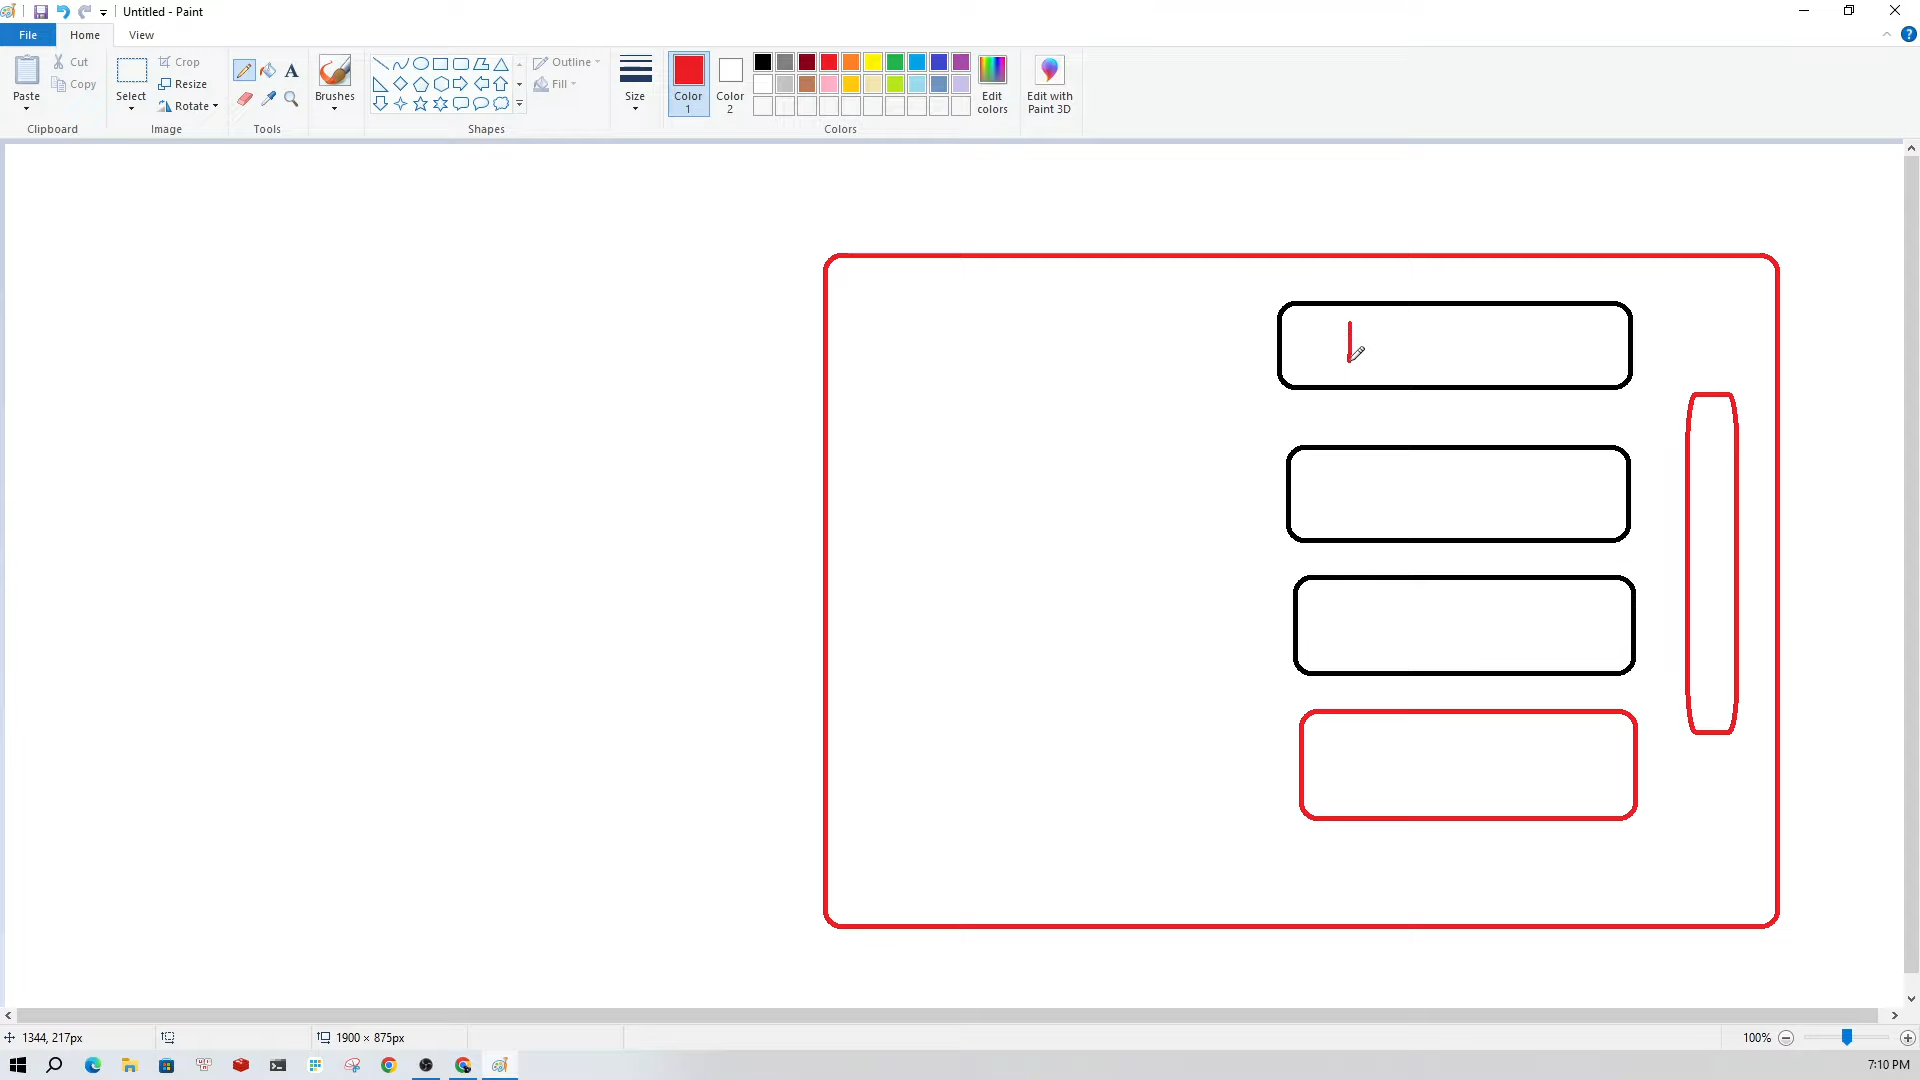 Untitled - Paint
File Home View
Paste
Cut
Copy
Clipboard
Select
Crop
Resize
Rotate
Image
Tools
Brushes
Shapes
Outline
Fill
Size
Color 1
Color 2
Colors
Edit colors
Edit with Paint 3D
1344, 217px
1900 × 875px
100%
7:10 PM